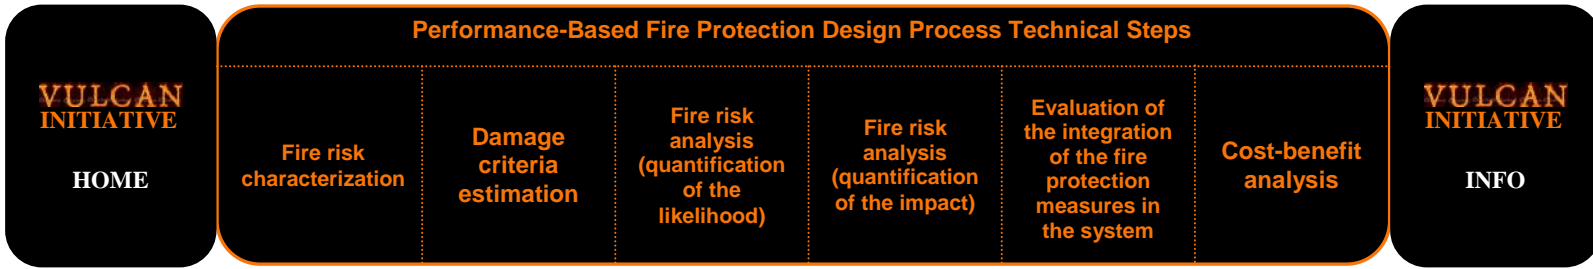 VULCAN
INITIATIVE
HOME
Performance-Based Fire Protection Design Process Technical Steps
Fire risk
characterization
Damage
criteria
estimation
Fire risk
analysis
(quantification
of the
likelihood)
Fire risk
analysis
(quantification
of the impact)
Evaluation of
the integration
of the fire
protection
measures in
the system
Cost-benefit
analysis
VULCAN
INITIATIVE
INFO